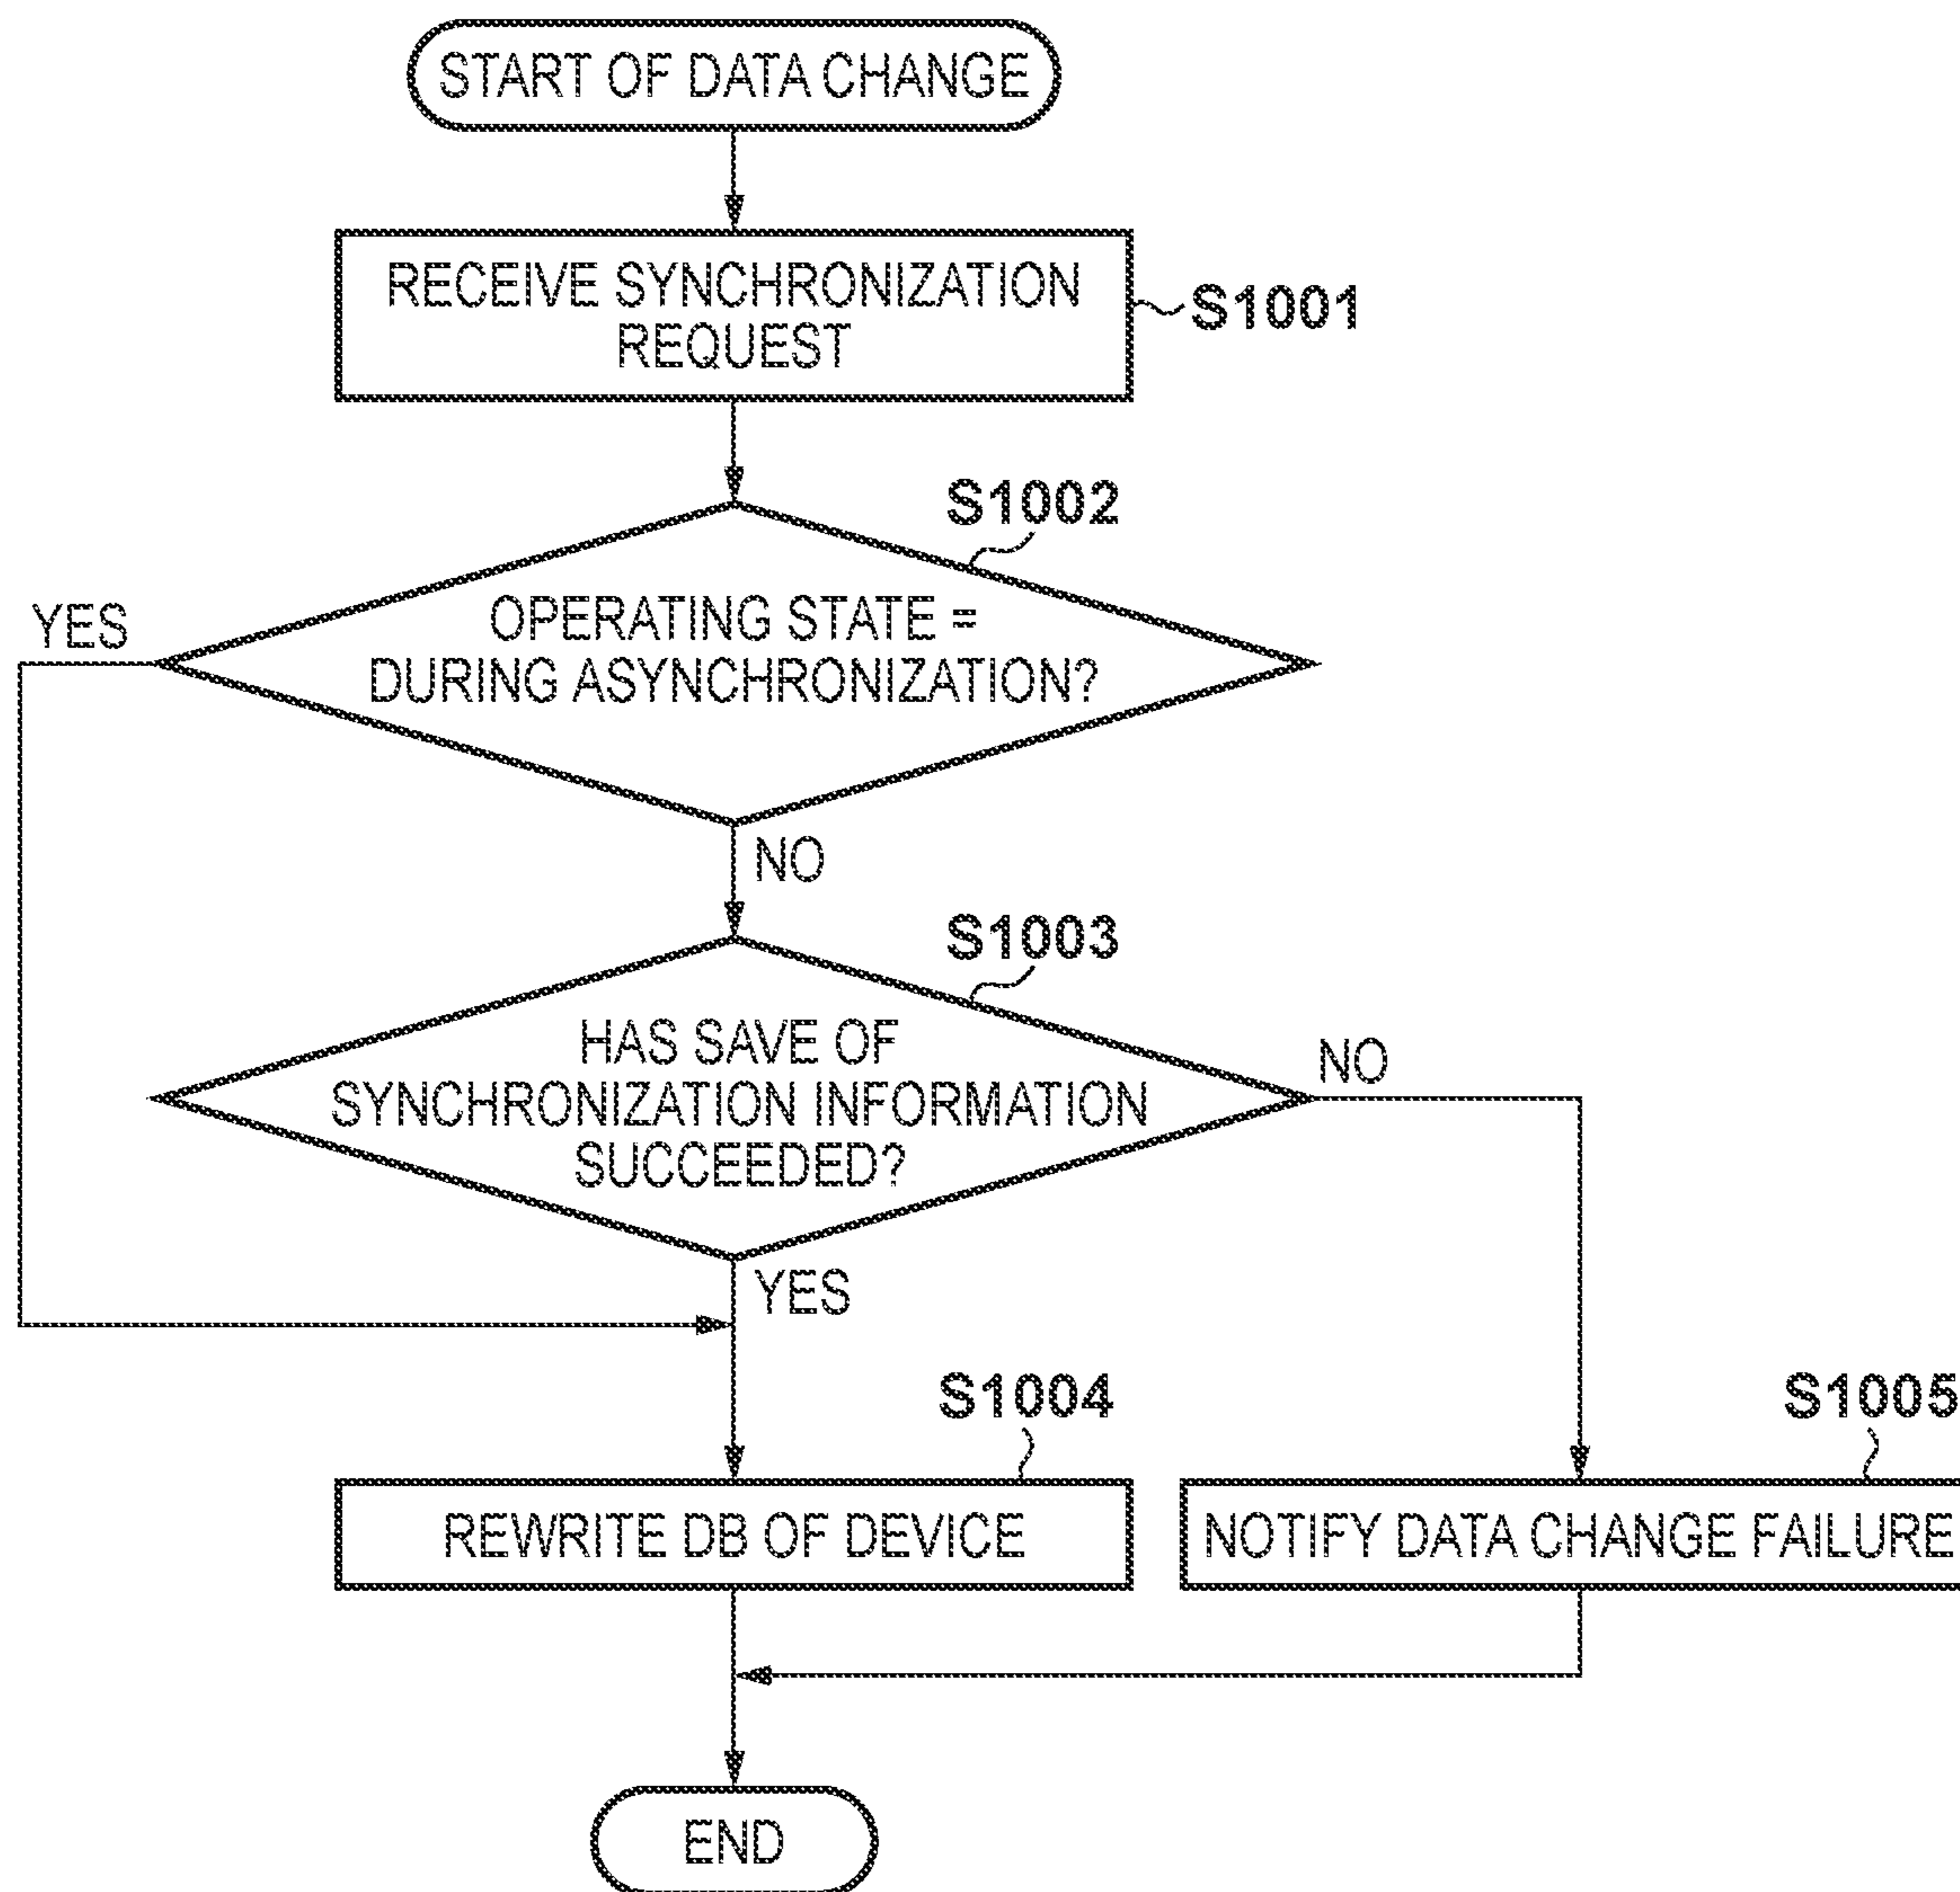 START OF DATA CHANGE
RECEIVE SYNCHRONIZATION
REQUEST
S1001
S1002
YES
OPERATING STATE =
DURING ASYNCHRONIZATION?
NO
S1003
HAS SAVE OF
SYNCHRONIZATION INFORMATION
SUCCEEDED?
NO
YES
S1004
S1005
REWRITE DB OF DEVICE
NOTIFY DATA CHANGE FAILURE
END